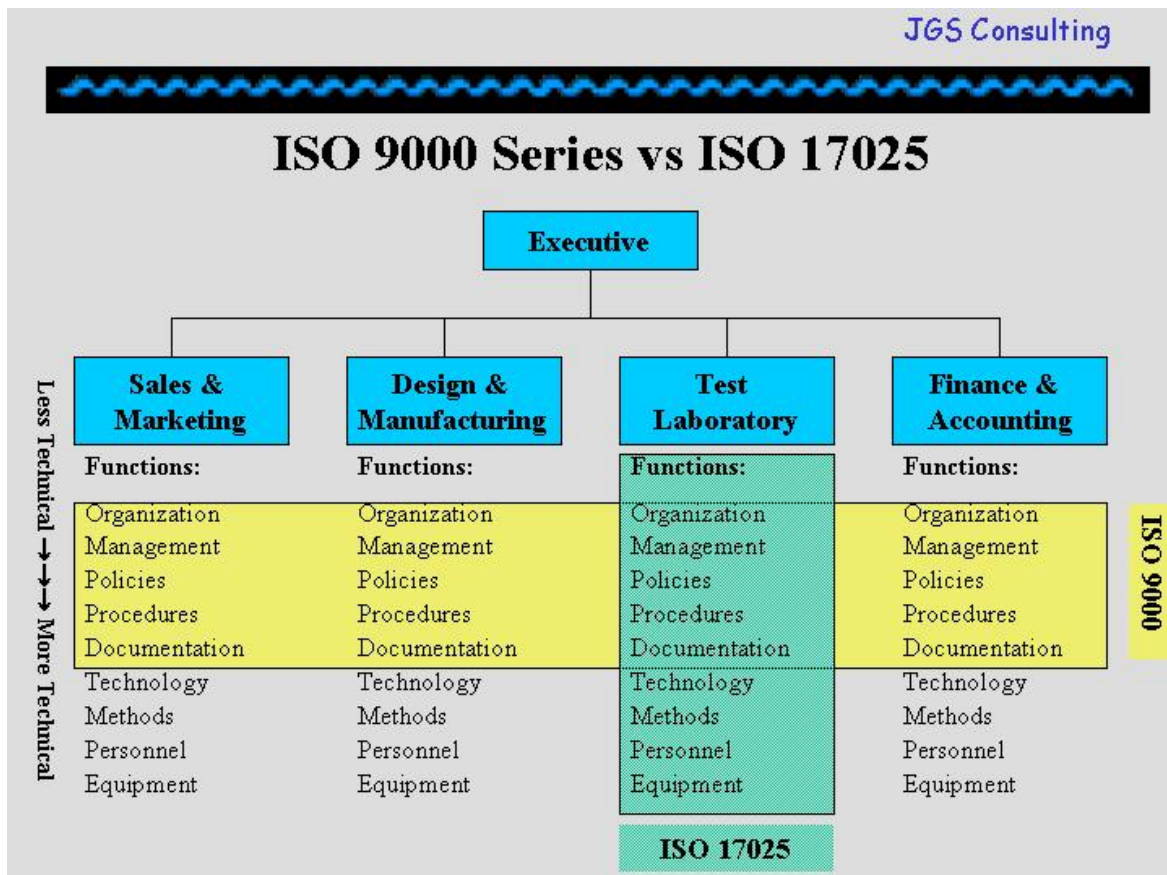 JGS Consulting
ISO 9000 Series vs ISO 17025
Executive
Sales &
Marketing
Design &
Manufacturing
Test
Laboratory
Finance &
Accounting
Less Technical →→→ More Technical
Functions:
Organization
Management
Policies
Procedures
Documentation
Technology
Methods
Personnel
Equipment
Functions:
Organization
Management
Policies
Procedures
Documentation
Technology
Methods
Personnel
Equipment
Functions:
Organization
Management
Policies
Procedures
Documentation
Technology
Methods
Personnel
Equipment
Functions:
Organization
Management
Policies
Procedures
Documentation
Technology
Methods
Personnel
Equipment
ISO 9000
ISO 17025